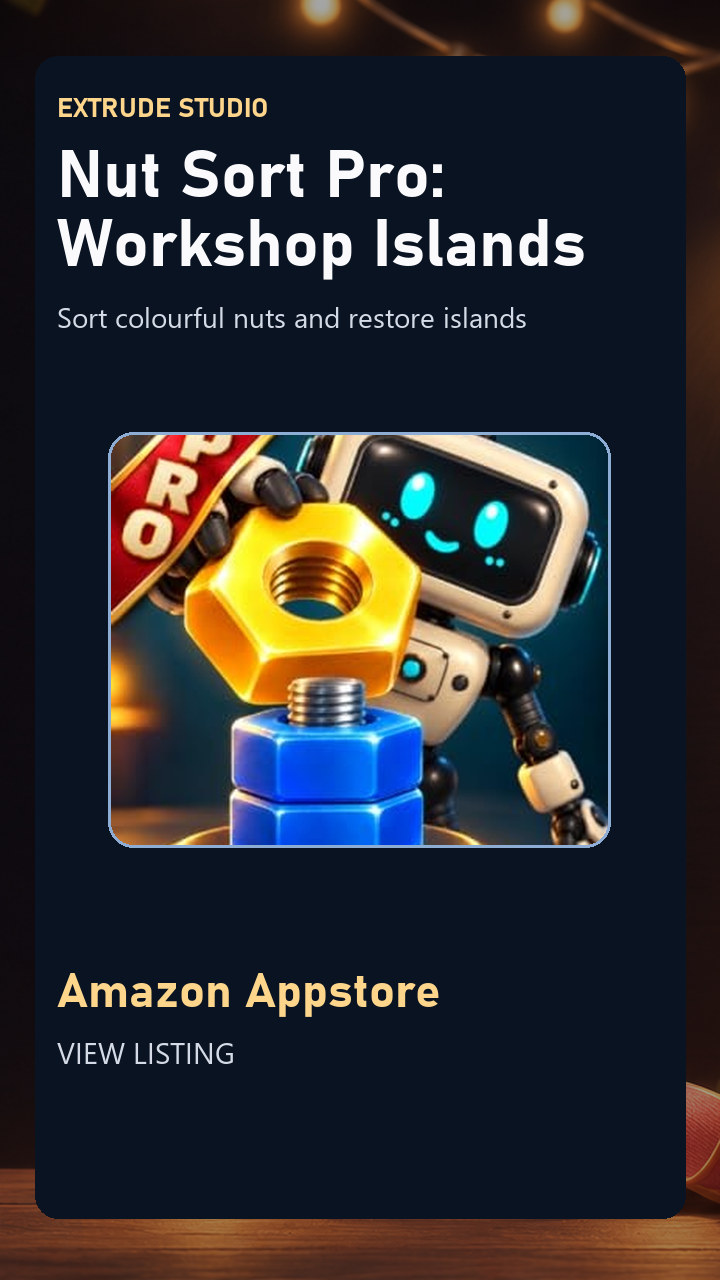 EXTRUDE STUDIO
Nut Sort Pro:
Workshop Islands
Sort colourful nuts and restore islands
PRO
Amazon Appstore
VIEW LISTING